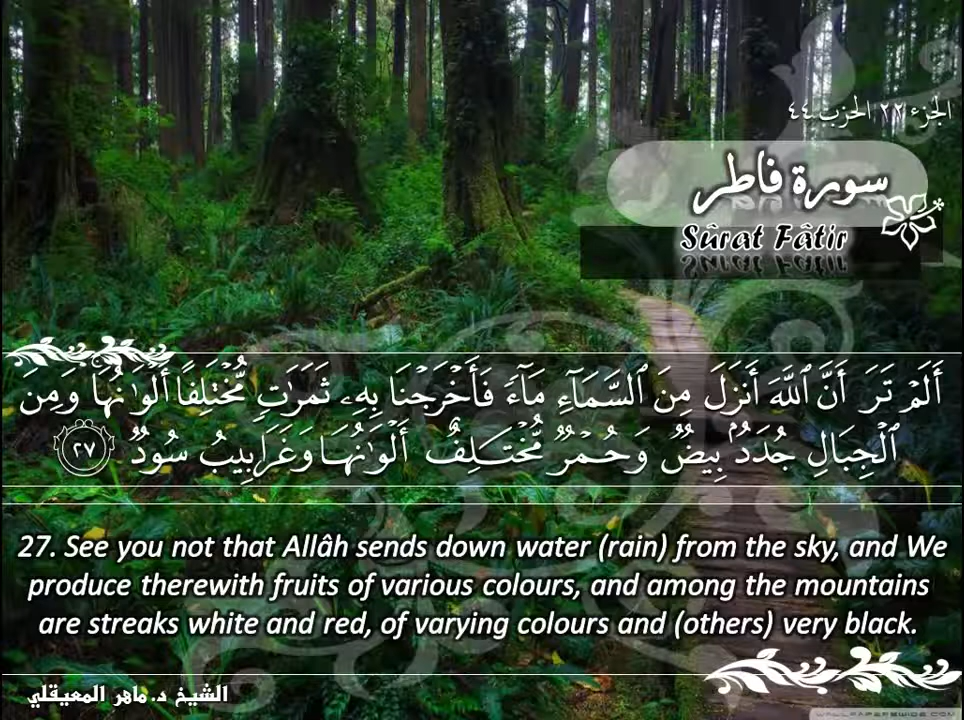 الجزء ٢٢ الحزب ٤٤
سورة فاطر
Sûrat Fâtir
أَلَمْ تَرَ أَنَّ ٱللَّهَ أَنزَلَ مِنَ ٱلسَّمَآءِ مَآءً فَأَخْرَجْنَا بِهِۦ ثَمَرَٰتٍ مُّخْتَلِفًا أَلْوَٰنُهَا ۚ وَمِنَ
ٱلْجِبَالِ جُدَدٌۢ بِيضٌ وَحُمْرٌ مُّخْتَلِفٌ أَلْوَٰنُهَا وَغَرَابِيبُ سُودٌ ٢٧
27. See you not that Allâh sends down water (rain) from the sky, and We
produce therewith fruits of various colours, and among the mountains
are streaks white and red, of varying colours and (others) very black.
الشيخ د. ماهر المعيقلي
WALLPAPERSWIDE.COM